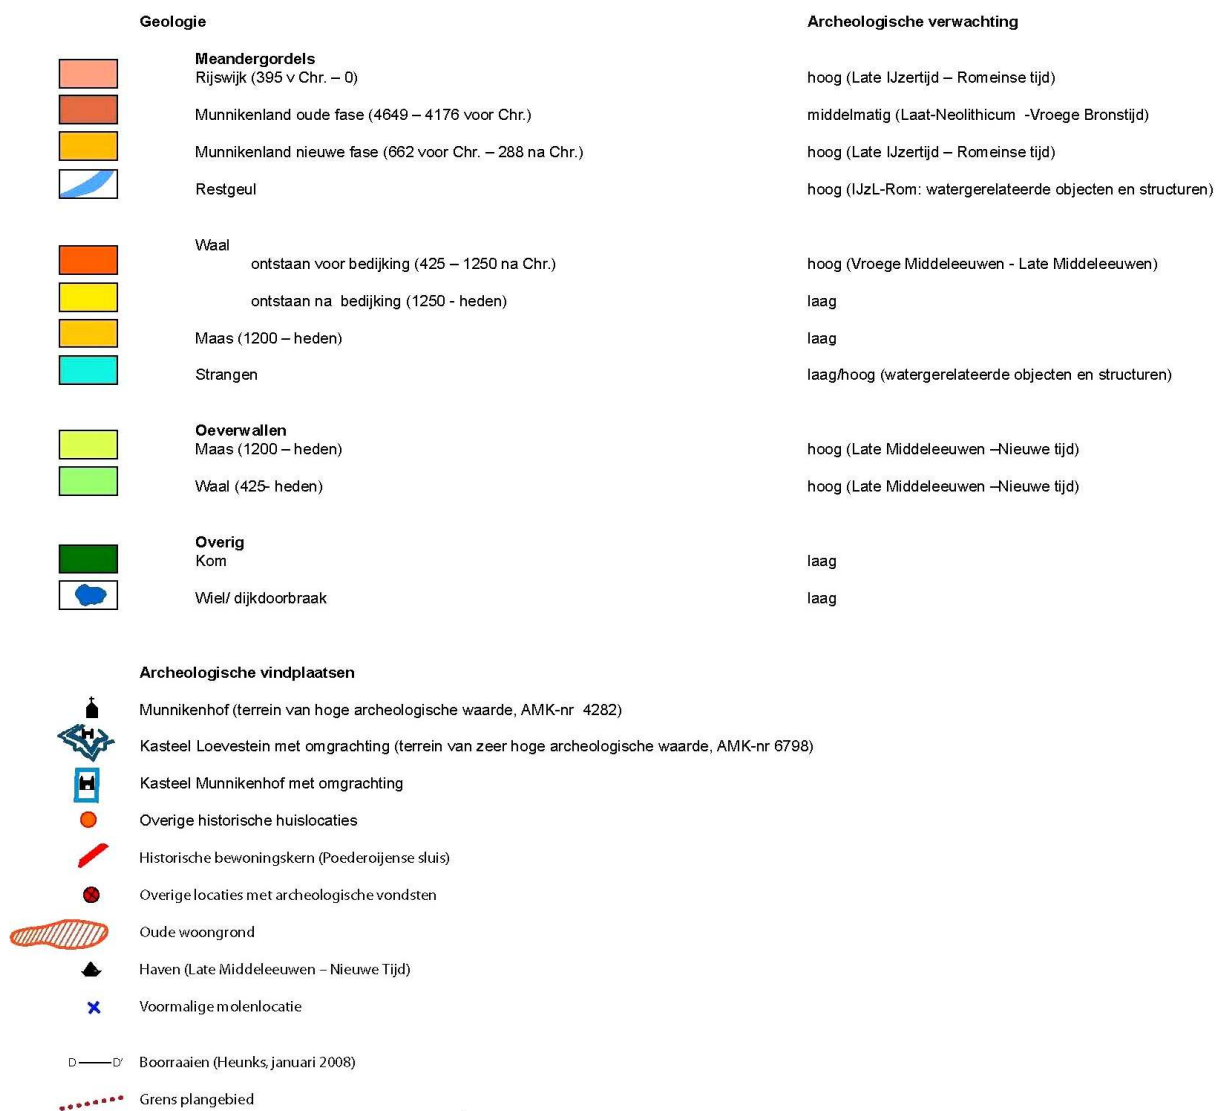 Geologie Archeologische verwachting
Meandergordels
Rijswijk (395 v Chr. – 0) hoog (Late IJzertijd – Romeinse tijd)
Munnikenland oude fase (4649 – 4176 voor Chr.) middelmatig (Laat-Neolithicum -Vroege Bronstijd)
Munnikenland nieuwe fase (662 voor Chr. – 288 na Chr.) hoog (Late IJzertijd – Romeinse tijd)
Restgeul hoog (IJzL-Rom: watergerelateerde objecten en structuren)
Waal
ontstaan voor bedijking (425 – 1250 na Chr.) hoog (Vroege Middeleeuwen - Late Middeleeuwen)
ontstaan na bedijking (1250 - heden) laag
Maas (1200 – heden) laag
Strangen laag/hoog (watergerelateerde objecten en structuren)
Oeverwallen
Maas (1200 – heden) hoog (Late Middeleeuwen –Nieuwe tijd)
Waal (425- heden) hoog (Late Middeleeuwen –Nieuwe tijd)
Overig
Kom laag
Wiel/ dijkdoorbraak laag
Archeologische vindplaatsen
Munnikenhof (terrein van hoge archeologische waarde, AMK-nr 4282)
Kasteel Loevestein met omgrachting (terrein van zeer hoge archeologische waarde, AMK-nr 6798)
Kasteel Munnikenhof met omgrachting
Overige historische huislocaties
Historische bewoningskern (Poederoijense sluis)
Overige locaties met archeologische vondsten
Oude woongrond
Haven (Late Middeleeuwen – Nieuwe Tijd)
Voormalige molenlocatie
D D' Boorraaien (Heunks, januari 2008)
Grens plangebied